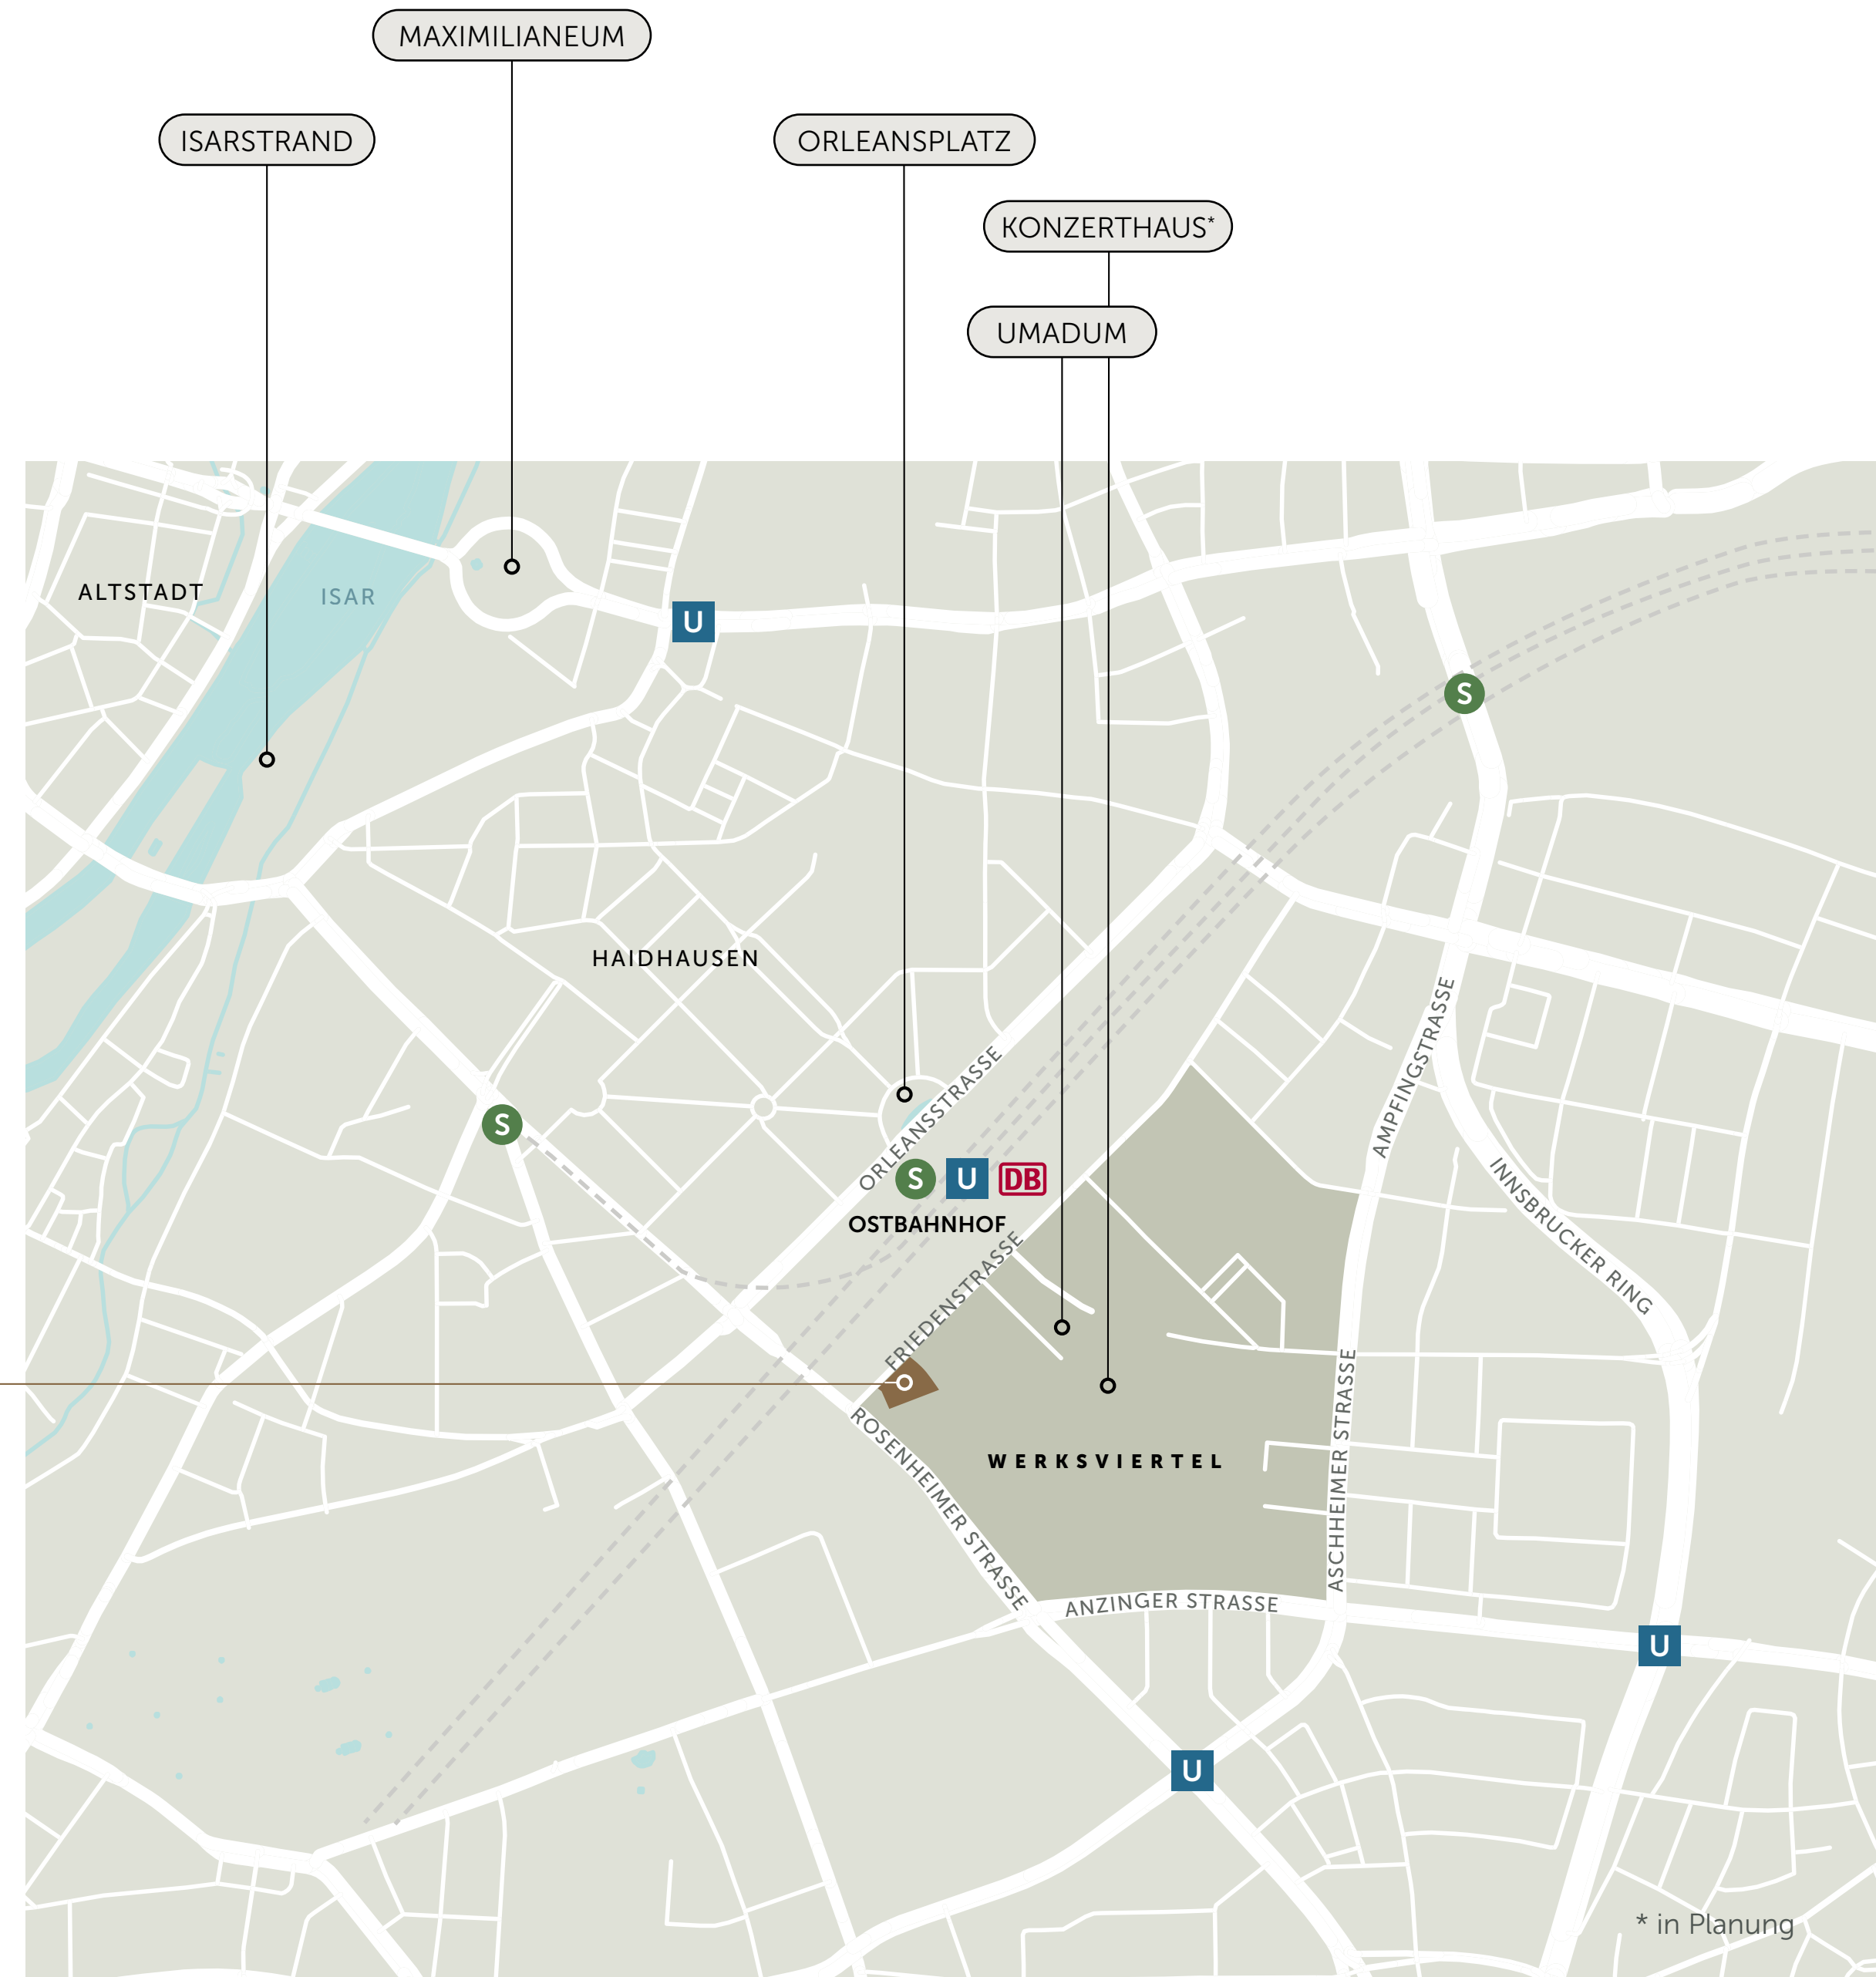 MAXIMILIANEUM
ISARSTRAND
ORLEANSPLATZ
KONZERTHAUS*
UMADUM
ALTSTADT
ISAR
U
S
HAIDHAUSEN
AMPFINGSTRASSE
ORLEANSSTRASSE
S
S U DB
OSTBAHNHOF
INNSBRUCKER RING
FRIEDENSTRASSE
ROSENHEIMER STRASSE
WERKSVIERTEL
ASCHHEIMER STRASSE
ANZINGER STRASSE
U
U
* in Planung